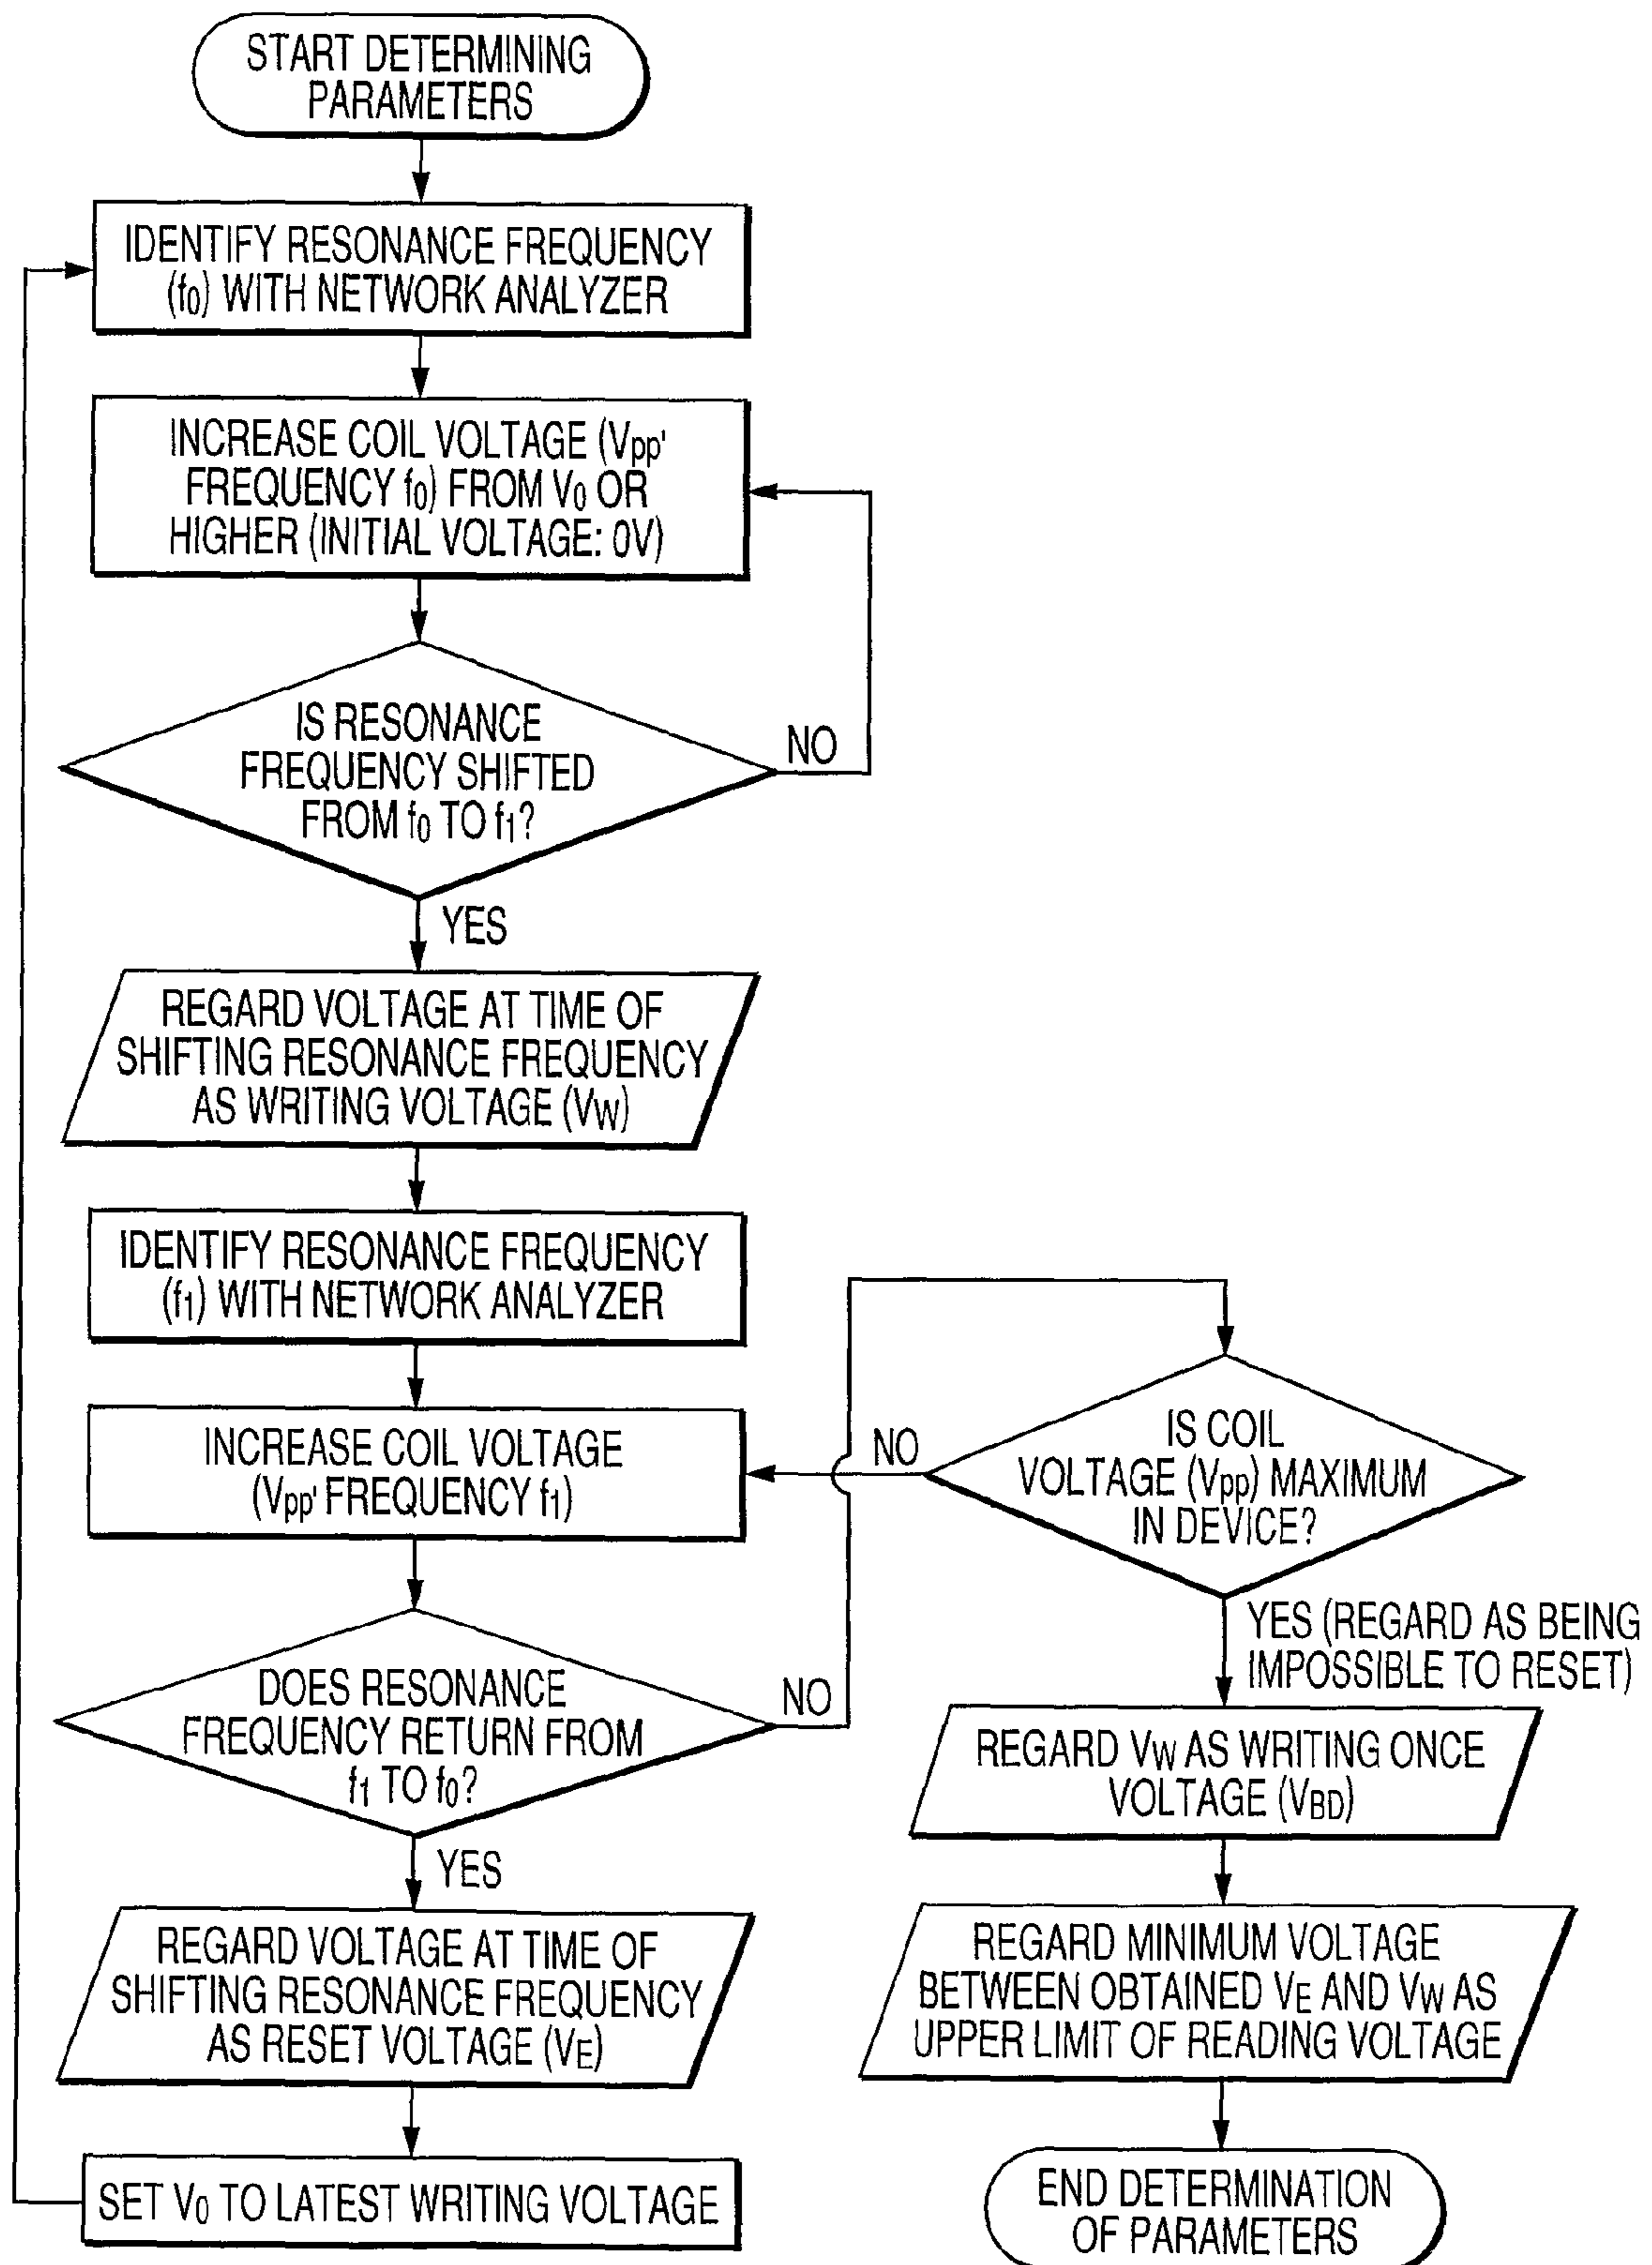 START DETERMINING
PARAMETERS
IDENTIFY RESONANCE FREQUENCY
(f0) WITH NETWORK ANALYZER
INCREASE COIL VOLTAGE (Vpp'
FREQUENCY f0) FROM V0 OR
HIGHER (INITIAL VOLTAGE: 0V)
IS RESONANCE
FREQUENCY SHIFTED
FROM f0 TO f1?
NO
YES
REGARD VOLTAGE AT TIME OF
SHIFTING RESONANCE FREQUENCY
AS WRITING VOLTAGE (VW)
IDENTIFY RESONANCE FREQUENCY
(f1) WITH NETWORK ANALYZER
INCREASE COIL VOLTAGE
(Vpp' FREQUENCY f1)
DOES RESONANCE
FREQUENCY RETURN FROM
f1 TO f0?
NO
YES
REGARD VOLTAGE AT TIME OF
SHIFTING RESONANCE FREQUENCY
AS RESET VOLTAGE (VE)
SET V0 TO LATEST WRITING VOLTAGE
IS COIL
VOLTAGE (Vpp) MAXIMUM
IN DEVICE?
NO
YES (REGARD AS BEING
IMPOSSIBLE TO RESET)
REGARD VW AS WRITING ONCE
VOLTAGE (VBD)
REGARD MINIMUM VOLTAGE
BETWEEN OBTAINED VE AND VW AS
UPPER LIMIT OF READING VOLTAGE
END DETERMINATION
OF PARAMETERS